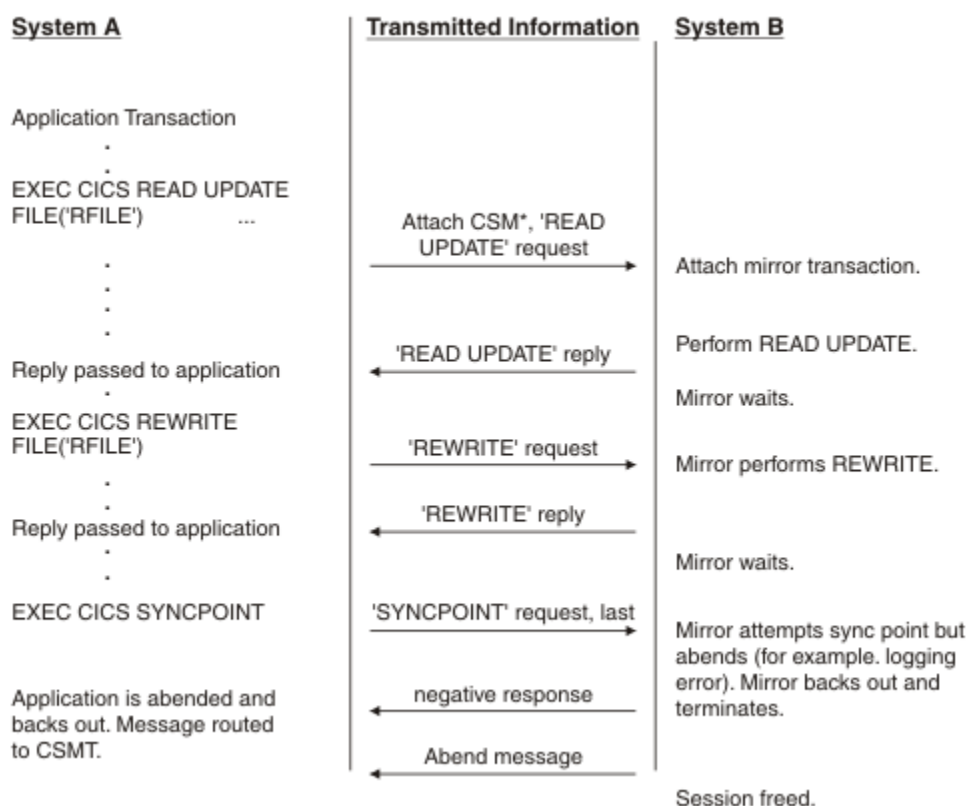 System A
Transmitted Information
System B
Application Transaction
.
.
EXEC CICS READ UPDATE
FILE('RFILE') ...
Attach CSM*, 'READ
UPDATE' request
Attach mirror transaction.
.
.
.
.
Perform READ UPDATE.
'READ UPDATE' reply
Reply passed to application
.
Mirror waits.
EXEC CICS REWRITE
FILE('RFILE')
'REWRITE' request
Mirror performs REWRITE.
.
.
'REWRITE' reply
Reply passed to application
.
.
Mirror waits.
EXEC CICS SYNCPOINT
'SYNCPOINT' request, last
Mirror attempts sync point but
abends (for example. logging
error). Mirror backs out and
terminates.
negative response
Application is abended and
backs out. Message routed
to CSMT.
Abend message
Session freed.